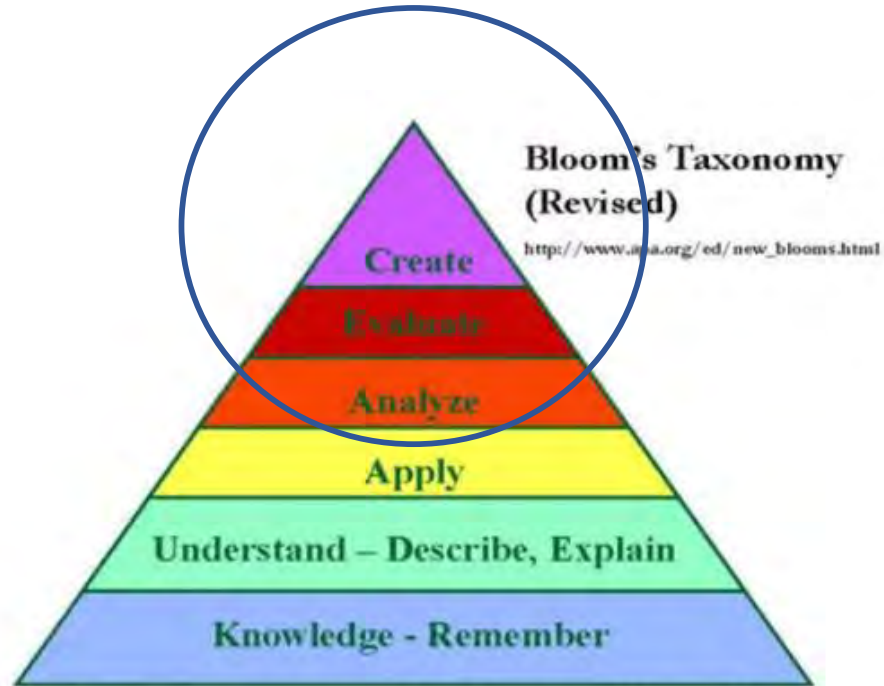 Bloom's Taxonomy
(Revised)
http://www.apa.org/ed/new_blooms.html
Create
Evaluate
Analyze
Apply
Understand – Describe, Explain
Knowledge - Remember